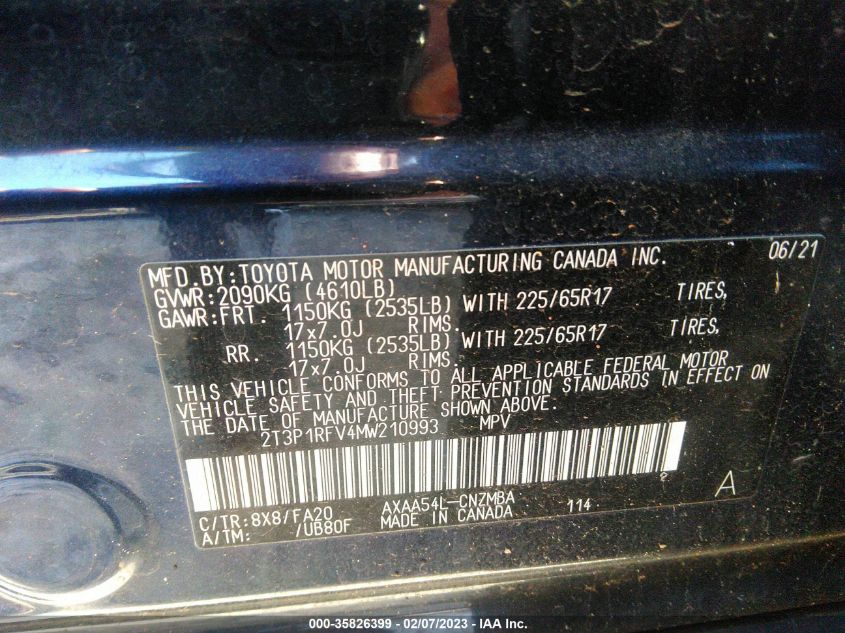 06/21
MFD.BY:TOYOTA MOTOR MANUFACTURING CANADA INC.
GVWR:2090KG (4610LB)
GAWR:FRT. 1150KG (2535LB) WITH 225/65R17 TIRES,
17x7.0J RIMS.
RR. 1150KG (2535LB) WITH 225/65R17 TIRES,
17x7.0J RIMS.
THIS VEHICLE CONFORMS TO ALL APPLICABLE FEDERAL MOTOR
VEHICLE SAFETY AND THEFT PREVENTION STANDARDS IN EFFECT ON
THE DATE OF MANUFACTURE SHOWN ABOVE.
2T3P1RFV4MW210993 MPV
A
C/TR:8X8/FA20 AXAA54L-CNZMBA 114
A/TM: /UB80F MADE IN CANADA
000-35826399 - 02/07/2023 - IAA Inc.